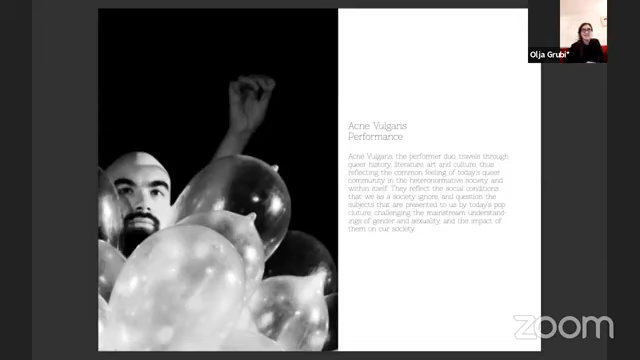 Olja Grubi*
Acne Vulgaris
Performance
Acne Vulgaris, the performer duo, travels through
queer history, literature, art and culture, thus
reflecting the common feeling of today's queer
community in the heteronormative society, and
within itself. They reflect the social conditions
that we as a society ignore, and question the
subjects that are presented to us by today's pop
cluture; challenging the mainstream understand-
ings of gender and sexuality, and the impact of
them on our society
zoom